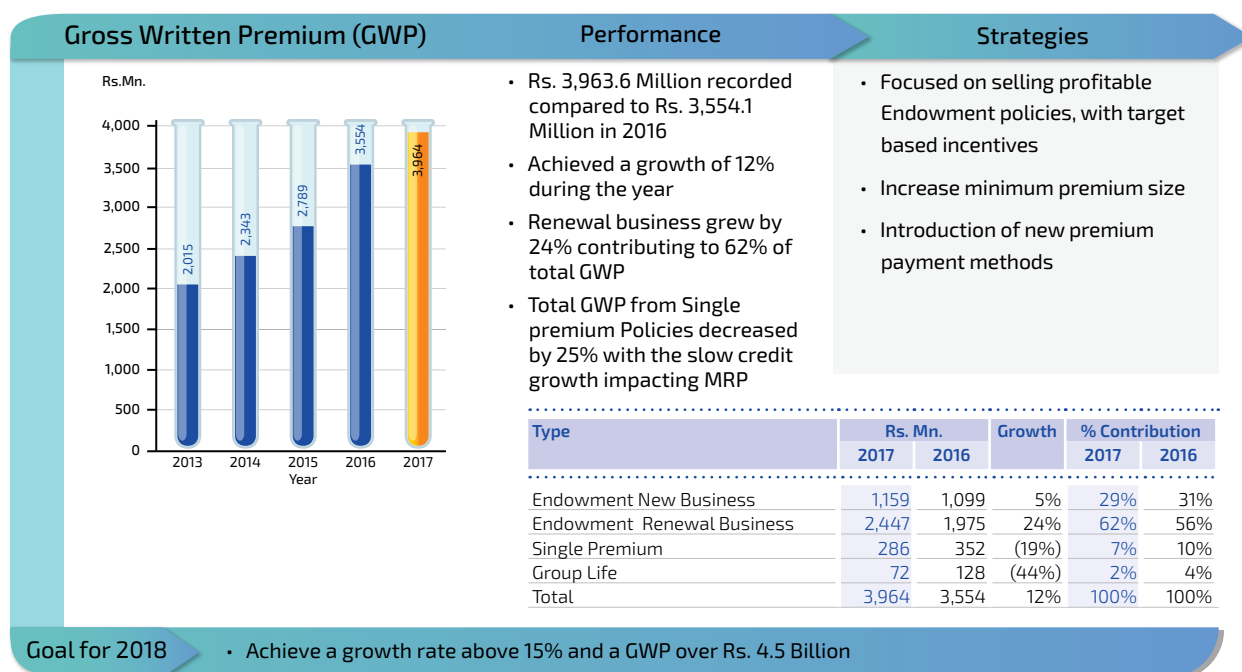 Gross Written Premium (GWP)
Performance
Strategies
Rs.Mn.
4,000
3,500
3,000
2,500
2,000
1,500
1,000
500
0
2,015
2,343
2,789
3,554
3,964
2013 2014 2015 2016 2017
Year
• Rs. 3,963.6 Million recorded
compared to Rs. 3,554.1
Million in 2016
• Achieved a growth of 12%
during the year
• Renewal business grew by
24% contributing to 62% of
total GWP
• Total GWP from Single
premium Policies decreased
by 25% with the slow credit
growth impacting MRP
• Focused on selling profitable
Endowment policies, with target
based incentives
• Increase minimum premium size
• Introduction of new premium
payment methods
Type Rs. Mn. Growth % Contribution
2017 2016 2017 2016
Endowment New Business 1,159 1,099 5% 29% 31%
Endowment Renewal Business 2,447 1,975 24% 62% 56%
Single Premium 286 352 (19%) 7% 10%
Group Life 72 128 (44%) 2% 4%
Total 3,964 3,554 12% 100% 100%
Goal for 2018
• Achieve a growth rate above 15% and a GWP over Rs. 4.5 Billion